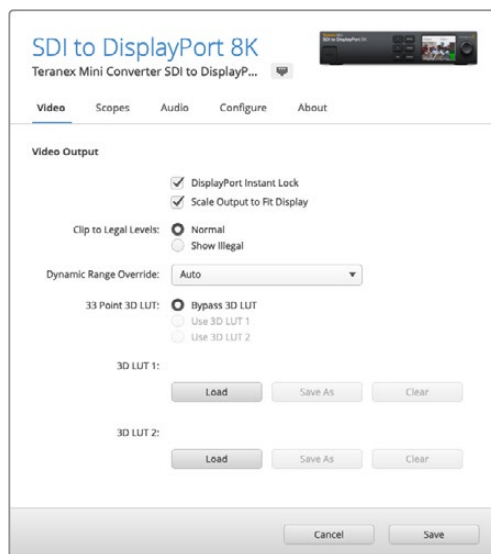 SDI to DisplayPort 8K
Teranex Mini Converter SDI to DisplayP...
Video Scopes Audio Configure About
Video Output
DisplayPort Instant Lock
Scale Output to Fit Display
Clip to Legal Levels: Normal
Show Illegal
Dynamic Range Override: Auto
33 Point 3D LUT: Bypass 3D LUT
Use 3D LUT 1
Use 3D LUT 2
3D LUT 1:
Load Save As Clear
3D LUT 2:
Load Save As Clear
Cancel Save